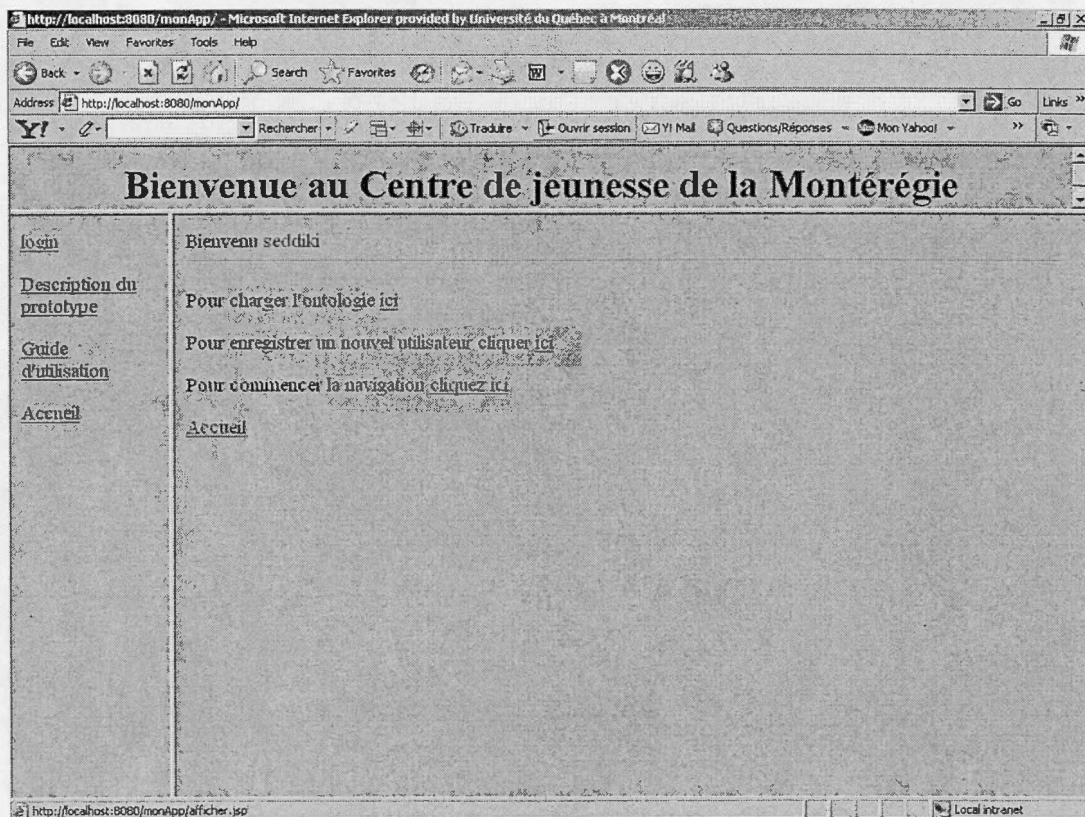 http://localhost:8080/monApp/ - Microsoft Internet Explorer provided by Université du Québec à Montréal
File Edit View Favorites Tools Help
Back Search Favorites
Address http://localhost:8080/monApp/ Go Links »
Y! Rechercher Traduire Ouvrir session Y! Mail Questions/Réponses Mon Yahoo! »
Bienvenue au Centre de jeunesse de la Montérégie
login
Description du
prototype
Guide
d'utilisation
Accueil
Bienvenu seddiki
Pour charger l'ontologie ici
Pour enregistrer un nouvel utilisateur cliquer ici
Pour commencer la navigation cliquez ici
Accueil
http://localhost:8080/monApp/afficher.jsp Local intranet